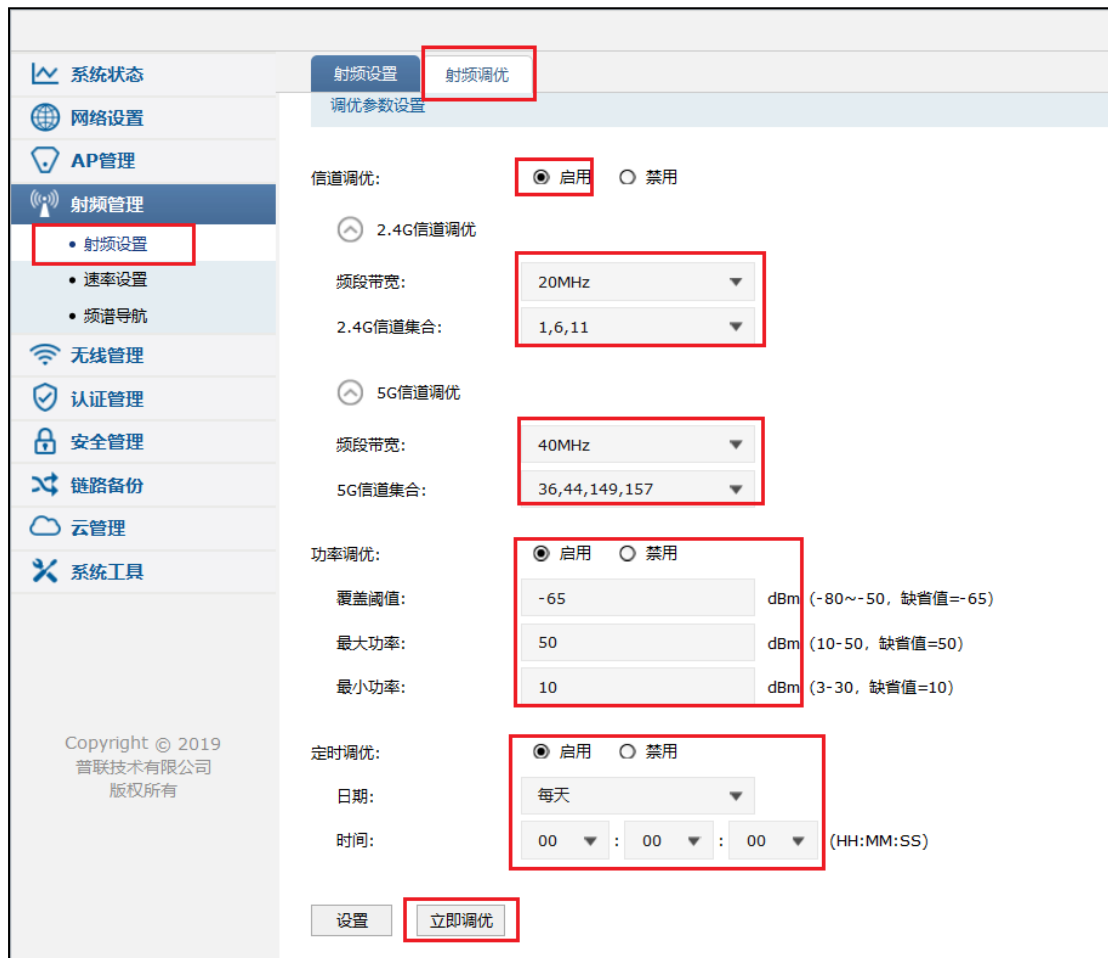 系统状态
网络设置
AP管理
射频管理
射频设置
速率设置
频谱导航
无线管理
认证管理
安全管理
链路备份
云管理
系统工具
Copyright © 2019
普联技术有限公司
版权所有
射频设置 射频调优
调优参数设置
信道调优: 启用 禁用
2.4G信道调优
频段带宽: 20MHz
2.4G信道集合: 1,6,11
5G信道调优
频段带宽: 40MHz
5G信道集合: 36,44,149,157
功率调优: 启用 禁用
覆盖阈值: -65 dBm (-80~-50, 缺省值=-65)
最大功率: 50 dBm (10-50, 缺省值=50)
最小功率: 10 dBm (3-30, 缺省值=10)
定时调优: 启用 禁用
日期: 每天
时间: 00 : 00 : 00 (HH:MM:SS)
设置 立即调优